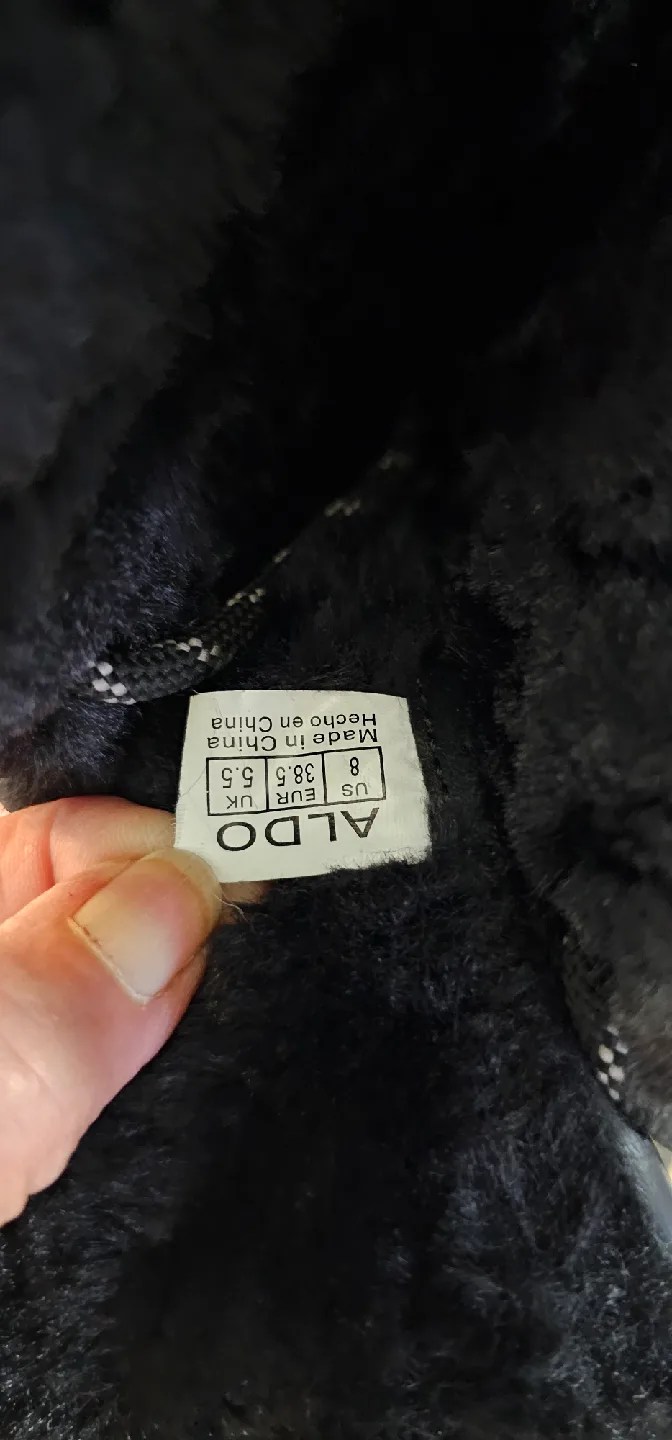 ALDO
US EUR UK
8 38.5 5.5
Made in China
Hecho en China